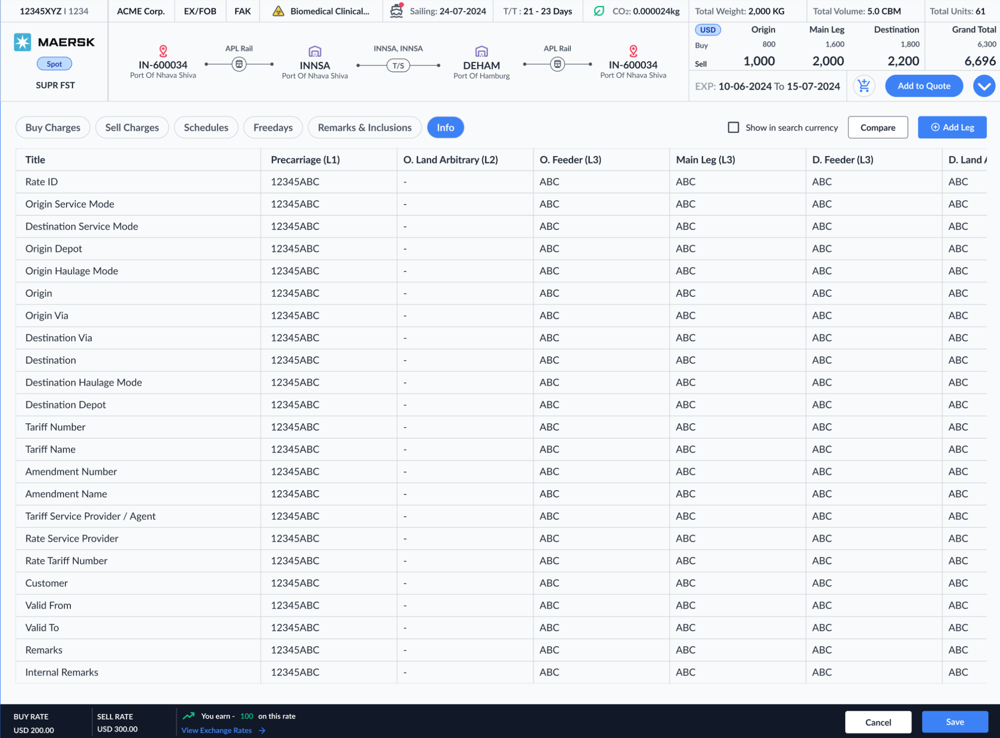 12345XYZ | 1234
ACME Corp.
EX/FOB
FAK
Biomedical Clinical...
Sailing: 24-07-2024
T/T : 21 - 23 Days
CO₂: 0.000024kg
Total Weight: 2,000 KG
Total Volume: 5.0 CBM
Total Units: 61
MAERSK
Spot
SUPR FST
IN-600034
Port Of Nhava Shiva
APL Rail
INNSA
Port Of Nhava Shiva
INNSA, INNSA
T/S
DEHAM
Port Of Hamburg
APL Rail
IN-600034
Port Of Nhava Shiva
USD Origin Main Leg Destination Grand Total
Buy 800 1,600 1,800 6,300
Sell 1,000 2,000 2,200 6,696
EXP: 10-06-2024 To 15-07-2024
Add to Quote
Buy Charges
Sell Charges
Schedules
Freedays
Remarks & Inclusions
Info
Show in search currency
Compare
Add Leg
Title Precarriage (L1) O. Land Arbitrary (L2) O. Feeder (L3) Main Leg (L3) D. Feeder (L3) D. Land
Rate ID 12345ABC - ABC ABC ABC ABC
Origin Service Mode 12345ABC - ABC ABC ABC ABC
Destination Service Mode 12345ABC - ABC ABC ABC ABC
Origin Depot 12345ABC - ABC ABC ABC ABC
Origin Haulage Mode 12345ABC - ABC ABC ABC ABC
Origin 12345ABC - ABC ABC ABC ABC
Origin Via 12345ABC - ABC ABC ABC ABC
Destination Via 12345ABC - ABC ABC ABC ABC
Destination 12345ABC - ABC ABC ABC ABC
Destination Haulage Mode 12345ABC - ABC ABC ABC ABC
Destination Depot 12345ABC - ABC ABC ABC ABC
Tariff Number 12345ABC - ABC ABC ABC ABC
Tariff Name 12345ABC - ABC ABC ABC ABC
Amendment Number 12345ABC - ABC ABC ABC ABC
Amendment Name 12345ABC - ABC ABC ABC ABC
Tariff Service Provider / Agent 12345ABC - ABC ABC ABC ABC
Rate Service Provider 12345ABC - ABC ABC ABC ABC
Rate Tariff Number 12345ABC - ABC ABC ABC ABC
Customer 12345ABC - ABC ABC ABC ABC
Valid From 12345ABC - ABC ABC ABC ABC
Valid To 12345ABC - ABC ABC ABC ABC
Remarks 12345ABC - ABC ABC ABC ABC
Internal Remarks 12345ABC - ABC ABC ABC ABC
BUY RATE
USD 200.00
SELL RATE
USD 300.00
You earn - 100 on this rate
View Exchange Rates →
Cancel
Save